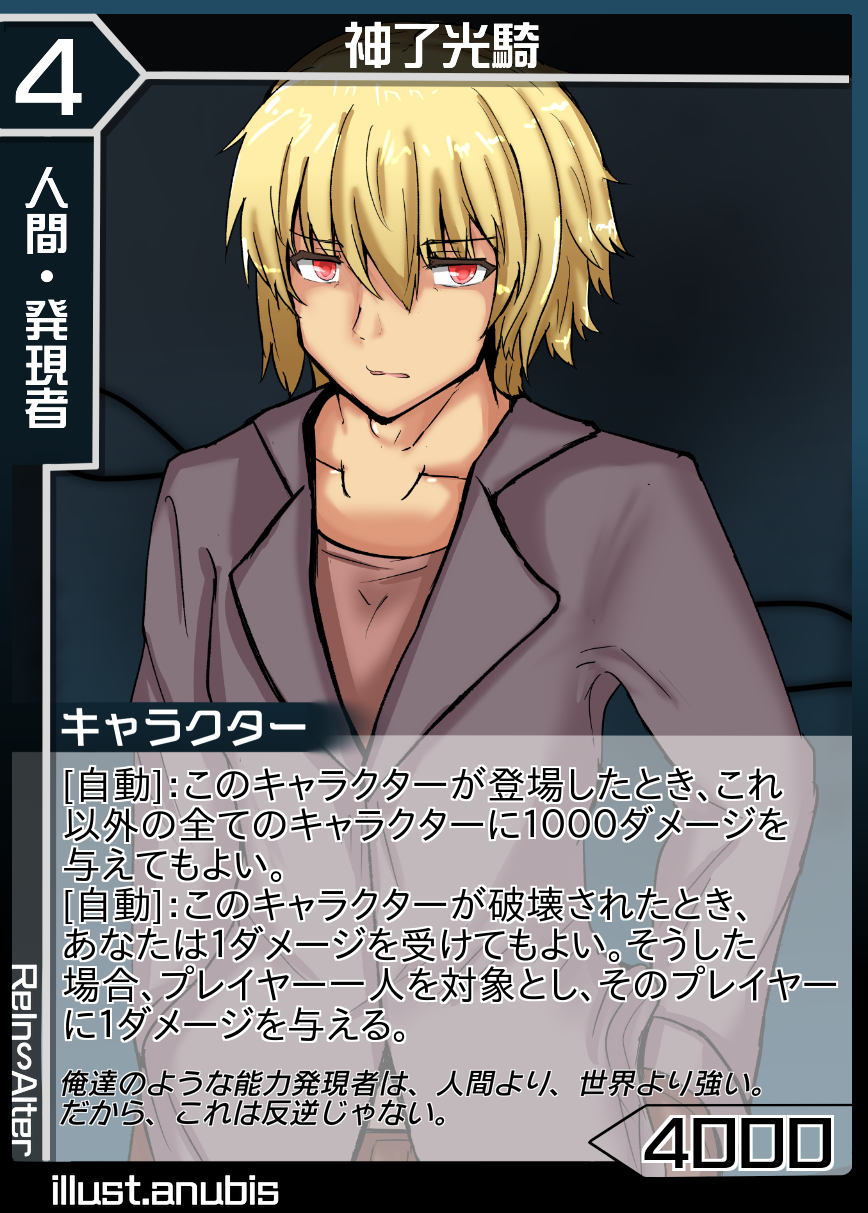 4
神了光騎
人間・発現者
キャラクター
[自動]:このキャラクターが登場したとき、これ
以外の全てのキャラクターに1000ダメージを
与えてもよい。
[自動]:このキャラクターが破壊されたとき、
あなたは1ダメージを受けてもよい。そうした
場合、プレイヤー一人を対象とし、そのプレイヤー
に1ダメージを与える。
俺達のような能力発現者は、人間より、世界より強い。
だから、これは反逆じゃない。
ReIn∽Alter
4000
illust.anubis